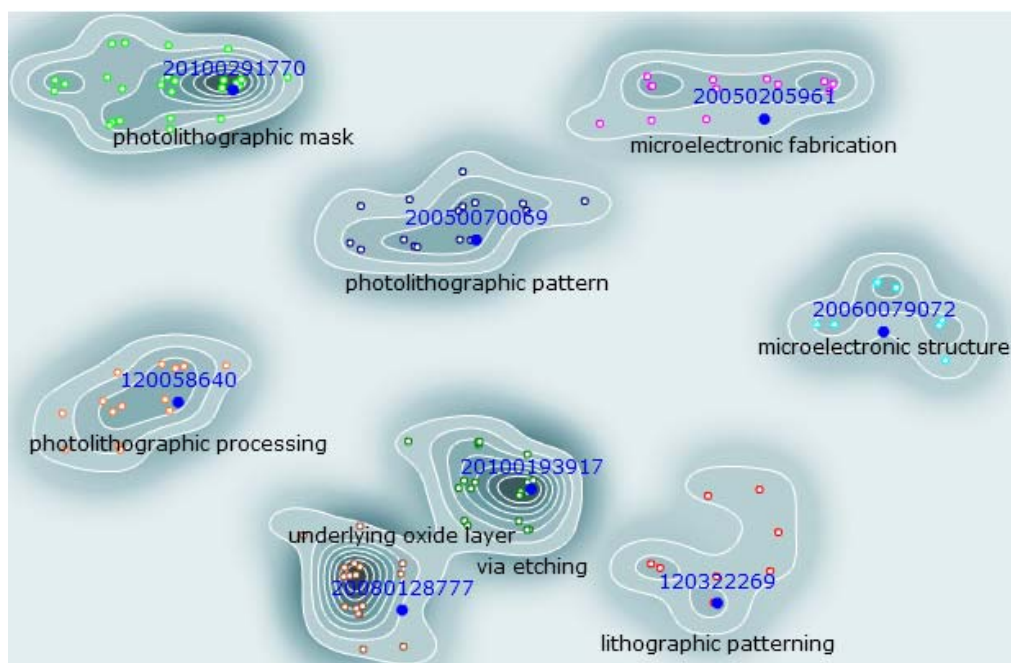 20100291770
photolithographic mask
20050205961
microelectronic fabrication
20050070069
photolithographic pattern
20060079072
microelectronic structure
120058640
photolithographic processing
20100193917
underlying oxide layer
via etching
20080128777
120322269
lithographic patterning